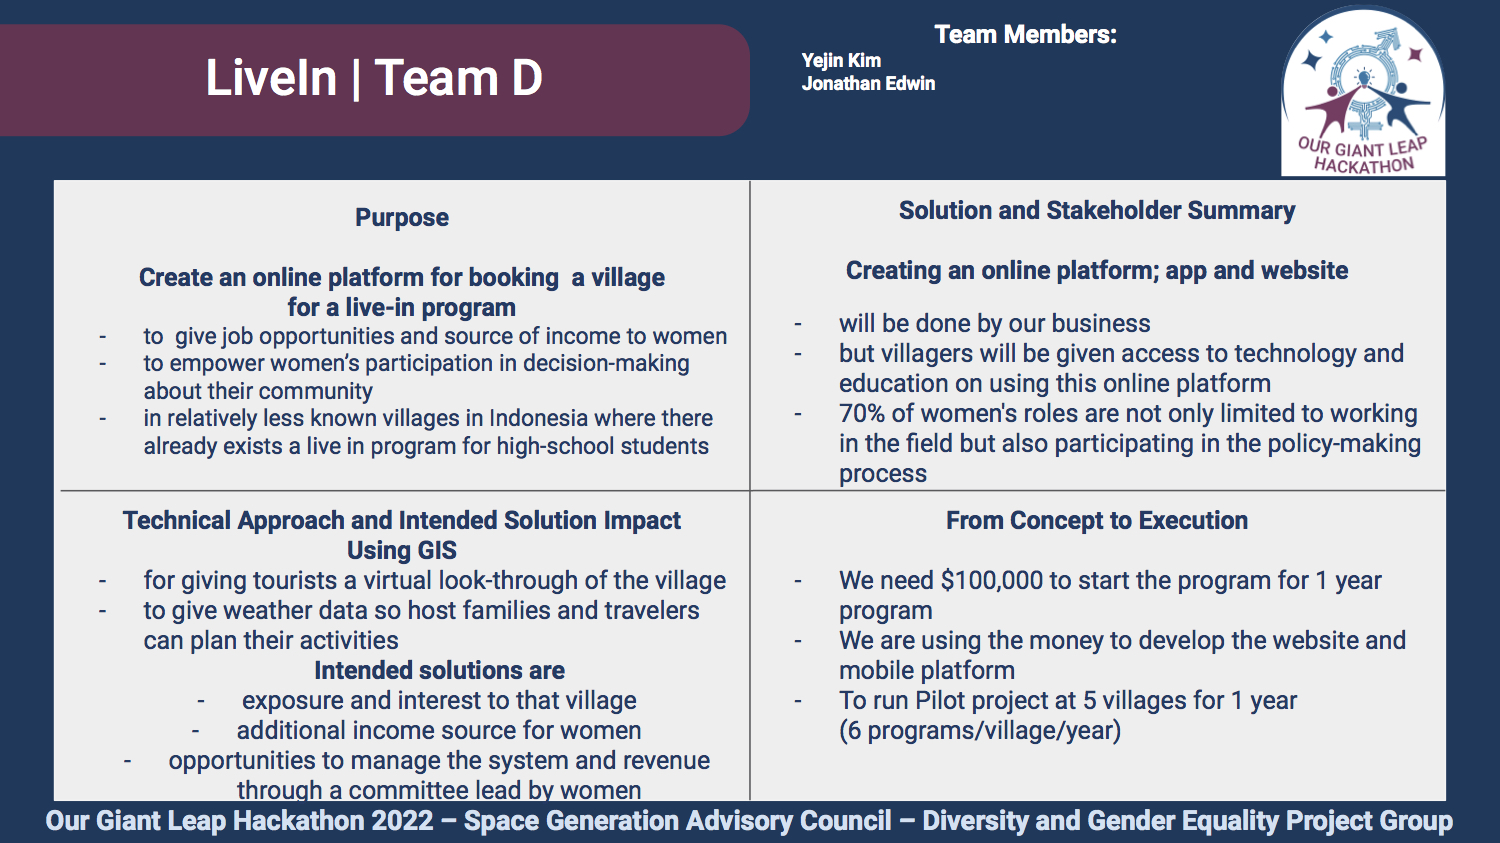 LiveIn | Team D
Team Members:
Yejin Kim
Jonathan Edwin
OUR GIANT LEAP
HACKATHON
Purpose
Create an online platform for booking  a village
for a live-in program
- to  give job opportunities and source of income to women
- to empower women’s participation in decision-making
about their community
- in relatively less known villages in Indonesia where there
already exists a live in program for high-school students
Solution and Stakeholder Summary
Creating an online platform; app and website
- will be done by our business
- but villagers will be given access to technology and
education on using this online platform
- 70% of women's roles are not only limited to working
in the field but also participating in the policy-making
process
Technical Approach and Intended Solution Impact
Using GIS
- for giving tourists a virtual look-through of the village
- to give weather data so host families and travelers
can plan their activities
Intended solutions are
- exposure and interest to that village
- additional income source for women
- opportunities to manage the system and revenue
through a committee lead by women
From Concept to Execution
- We need $100,000 to start the program for 1 year
program
- We are using the money to develop the website and
mobile platform
- To run Pilot project at 5 villages for 1 year
(6 programs/village/year)
Our Giant Leap Hackathon 2022 – Space Generation Advisory Council – Diversity and Gender Equality Project Group